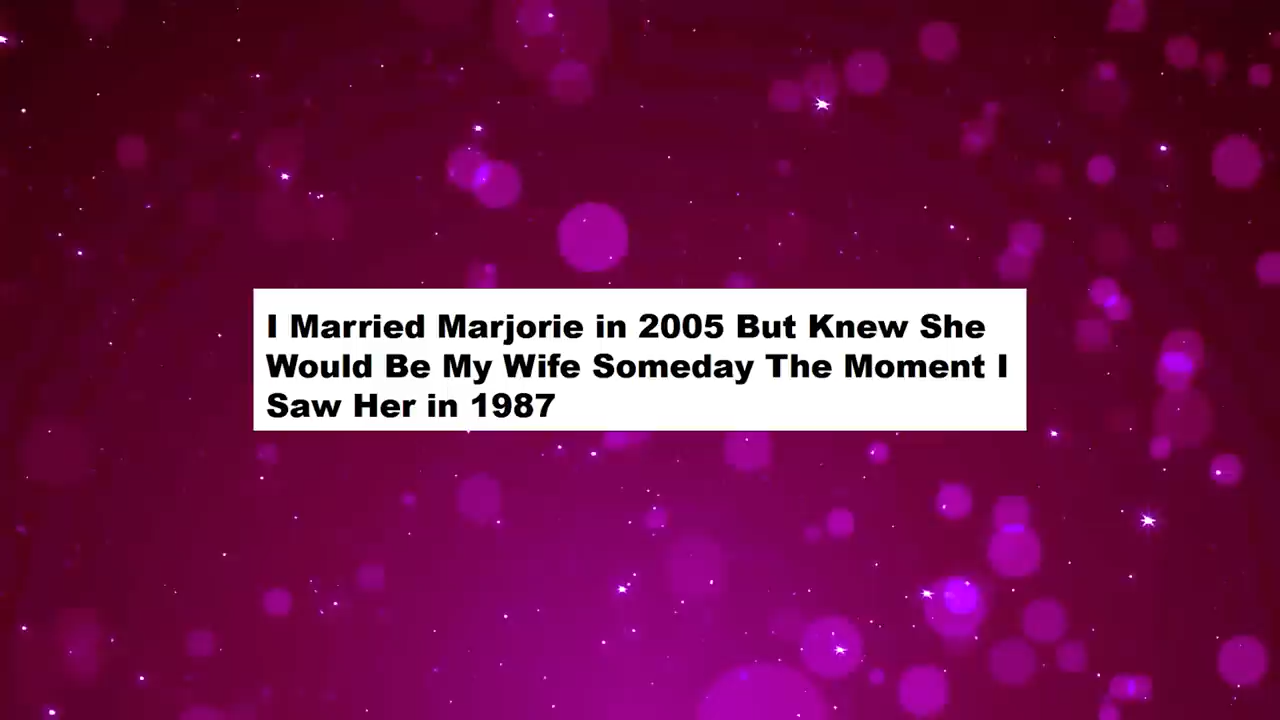 I Married Marjorie in 2005 But Knew She
Would Be My Wife Someday The Moment I
Saw Her in 1987